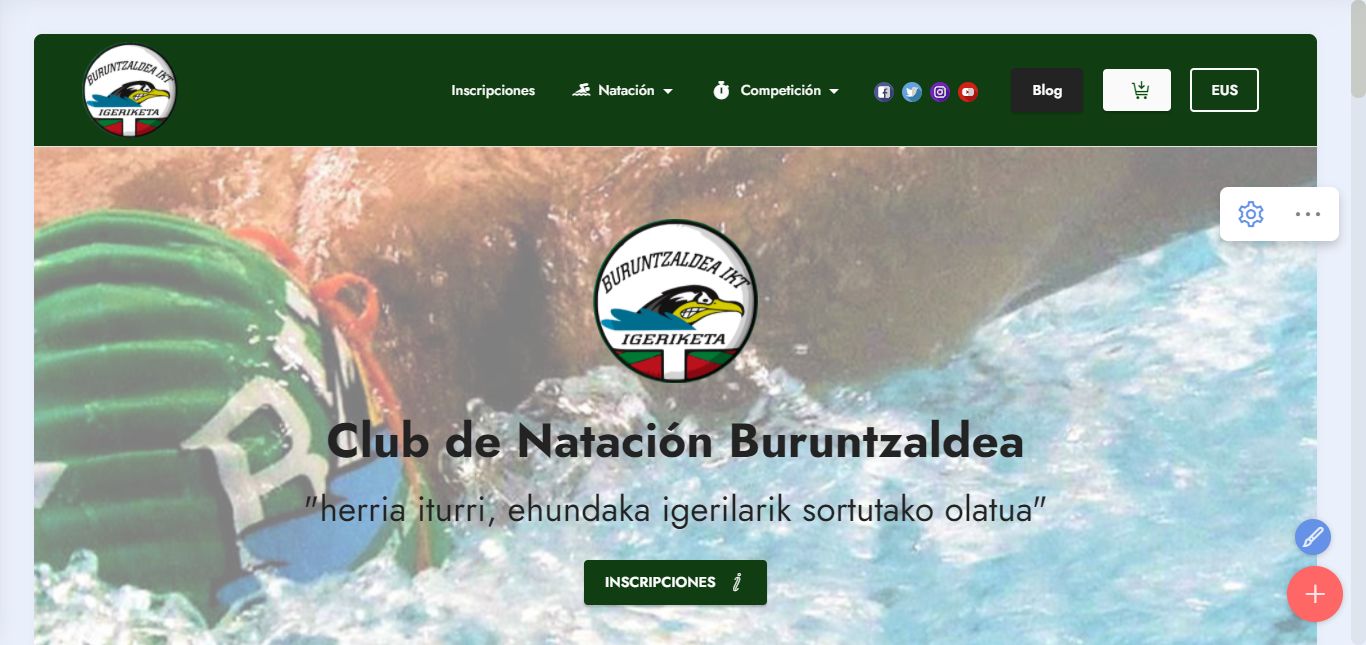 BURUNTZALDEA IKT
IGERIKETA
Inscripciones
Natación
Competición
Blog
EUS
BURUNTZALDEA IKT
IGERIKETA
Club de Natación Buruntzaldea
"herria iturri, ehundaka igerilarik sortutako olatua"
INSCRIPCIONES i